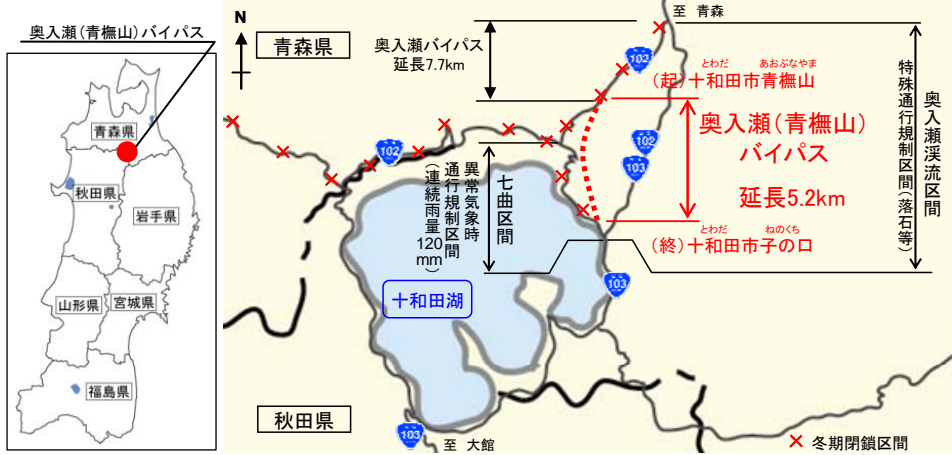 奥入瀬(青橅山)バイパス
青森県
秋田県
岩手県
山形県
宮城県
福島県
N
青森県
至 青森
奥入瀬バイパス
延長7.7km
102
とわだ あおぶなやま
(起)十和田市青橅山
奥入瀬(青橅山)
バイパス
延長5.2km
102
103
とわだ ねのくち
(終)十和田市子の口
特殊通行規制区間(落石等)
奥入瀬渓流区間
102
七曲区間
異常気象時
通行規制区間
(連続雨量120mm)
十和田湖
103
秋田県
103
至 大館
× 冬期閉鎖区間